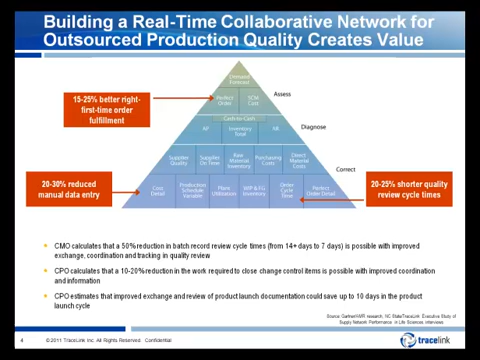 Building a Real-Time Collaborative Network for
Outsourced Production Quality Creates Value
Demand
Forecast
Assess
15-25% better right-
first-time order
fulfillment
Perfect
Order
SCM
Cost
Cash-to-Cash
AP
Inventory
Total
AR
Diagnose
Supplier
Quality
Supplier
On Time
Raw
Material
Inventory
Purchasing
Costs
Direct
Material
Costs
Correct
20-30% reduced
manual data entry
Cost
Detail
Production
Schedule
Variable
Plant
Utilization
WIP & FG
Inventory
Order
Cycle
Time
Perfect
Order Detail
20-25% shorter quality
review cycle times
CMO calculates that a 50% reduction in batch record review cycle times (from 14+ days to 7 days) is possible with improved
exchange, coordination and tracking in quality review
CPO calculates that a 10-20% reduction in the work required to close change control items is possible with improved coordination
and information
CPO estimates that improved exchange and review of product launch documentation could save up to 10 days in the product
launch cycle
Source: Gartner/AMR research, NC State/TraceLink Executive Study of
Supply Network Performance in Life Sciences interviews
4
© 2011 TraceLink Inc. All Rights Reserved Confidential
tracelink